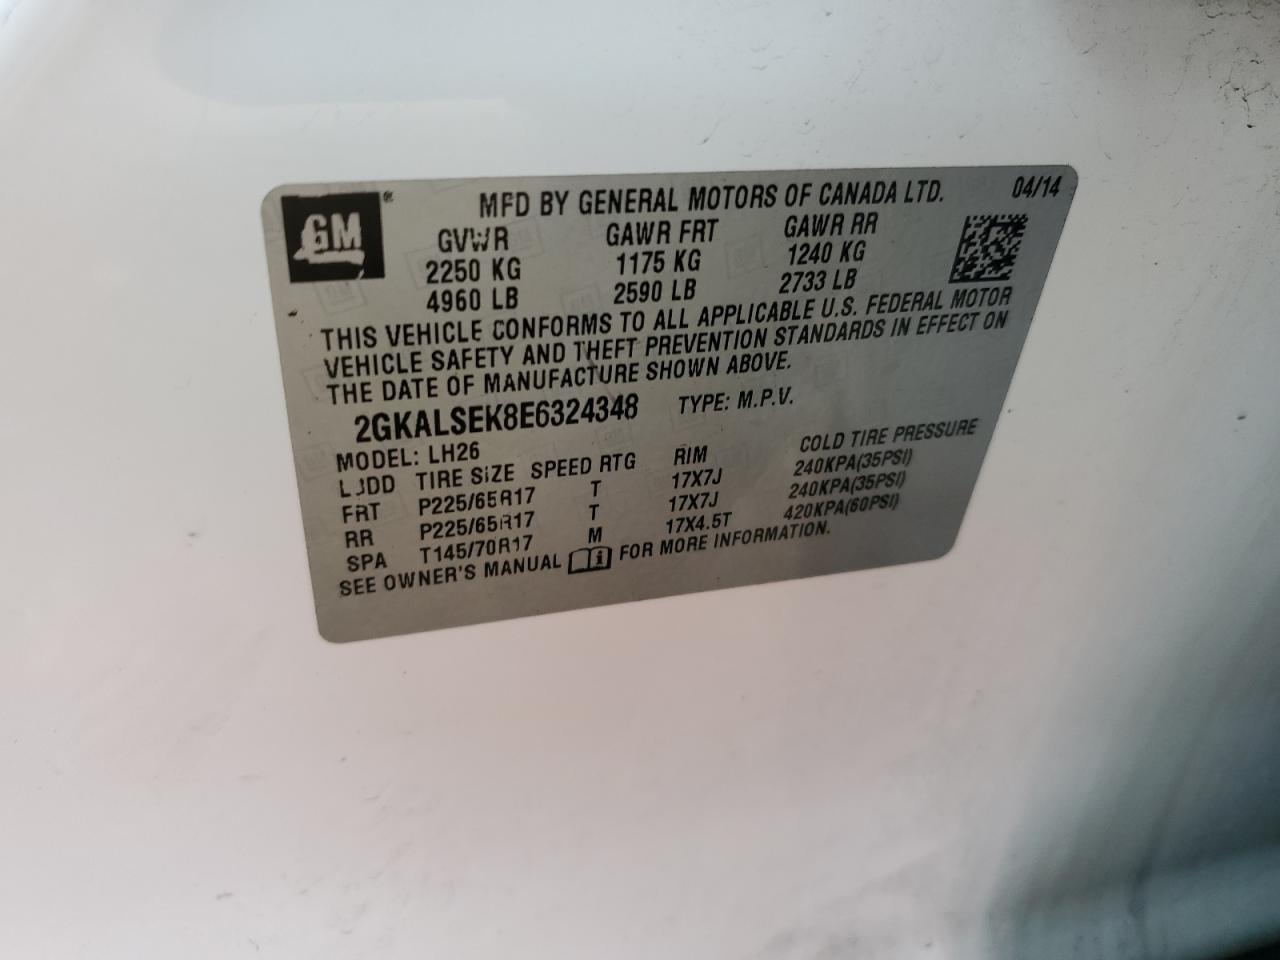 GM ® MFD BY GENERAL MOTORS OF CANADA LTD. 04/14
GVWR GAWR FRT GAWR RR
2250 KG 1175 KG 1240 KG
4960 LB 2590 LB 2733 LB
THIS VEHICLE CONFORMS TO ALL APPLICABLE U.S. FEDERAL MOTOR
VEHICLE SAFETY AND THEFT PREVENTION STANDARDS IN EFFECT ON
THE DATE OF MANUFACTURE SHOWN ABOVE.
2GKALSEK8E6324348 TYPE: M.P.V.
MODEL: LH26
TIRE SIZE SPEED RTG RIM COLD TIRE PRESSURE
FRT P225/65R17 T 17X7J 240KPA(35PSI)
RR P225/65R17 T 17X7J 240KPA(35PSI)
SPA T145/70R17 M 17X4.5T 420KPA(60PSI)
SEE OWNER'S MANUAL FOR MORE INFORMATION.